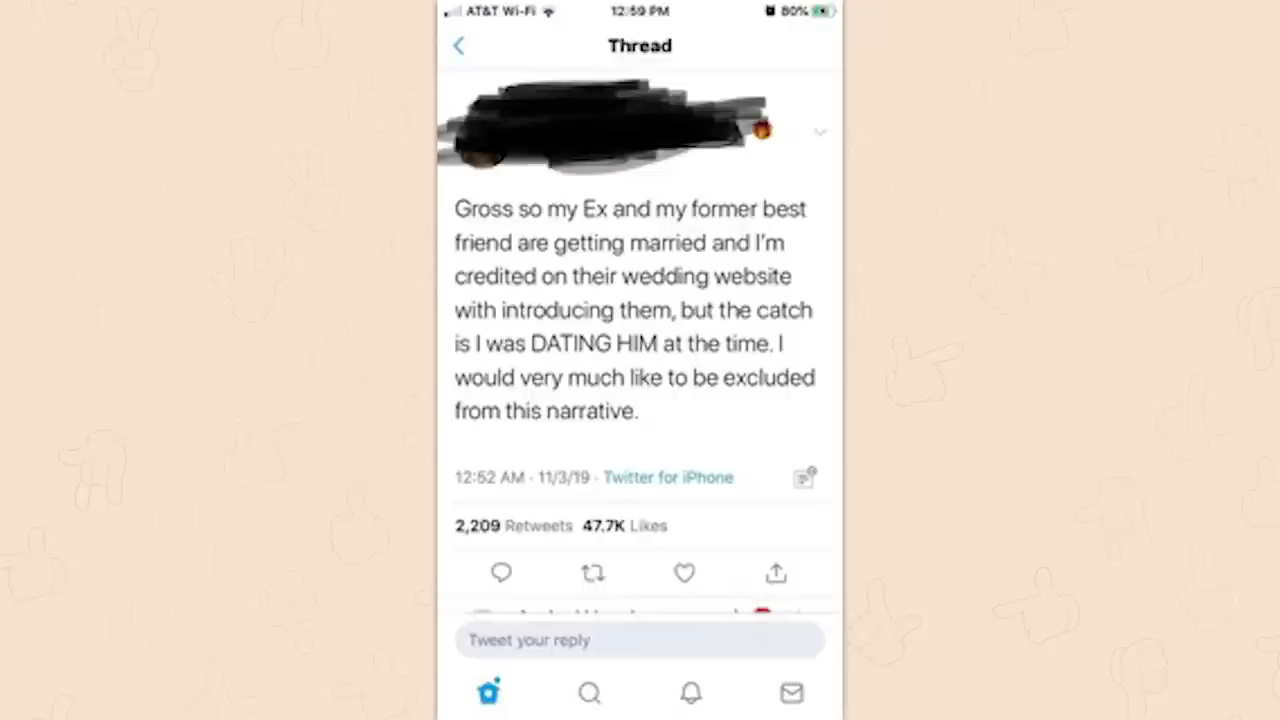 AT&T Wi-Fi 12:59 PM 80%
Thread
Gross so my Ex and my former best
friend are getting married and I'm
credited on their wedding website
with introducing them, but the catch
is I was DATING HIM at the time. I
would very much like to be excluded
from this narrative.
12:52 AM · 11/3/19 · Twitter for iPhone
2,209 Retweets 47.7K Likes
Tweet your reply